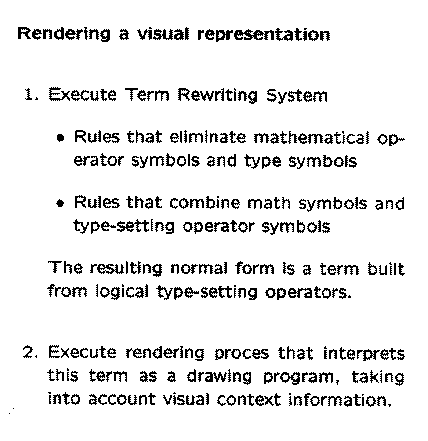 Rendering a visual representation
1. Execute Term Rewriting System
• Rules that eliminate mathematical op-
erator symbols and type symbols
• Rules that combine math symbols and
type-setting operator symbols
The resulting normal form is a term built
from logical type-setting operators.
2. Execute rendering proces that interprets
this term as a drawing program, taking
into account visual context information.